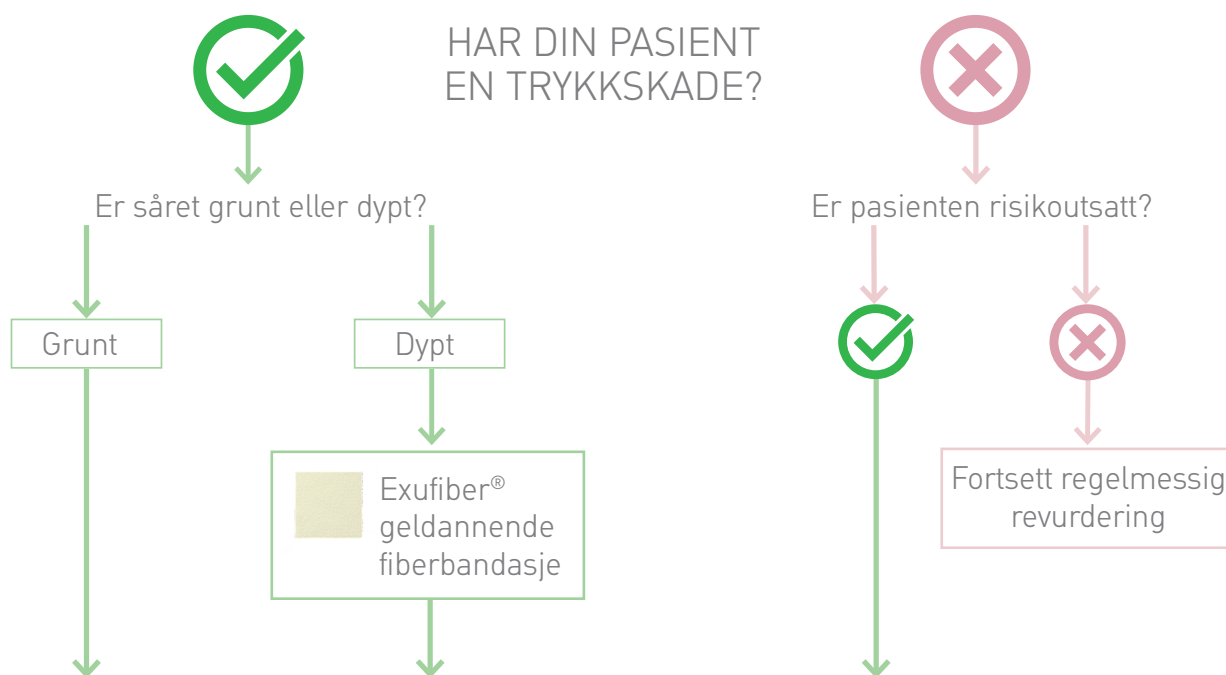 HAR DIN PASIENT
EN TRYKKSKADE?
Er såret grunt eller dypt?
Er pasienten risikoutsatt?
Grunt
Dypt
Exufiber®
geldannende
fiberbandasje
Fortsett regelmessig
revurdering